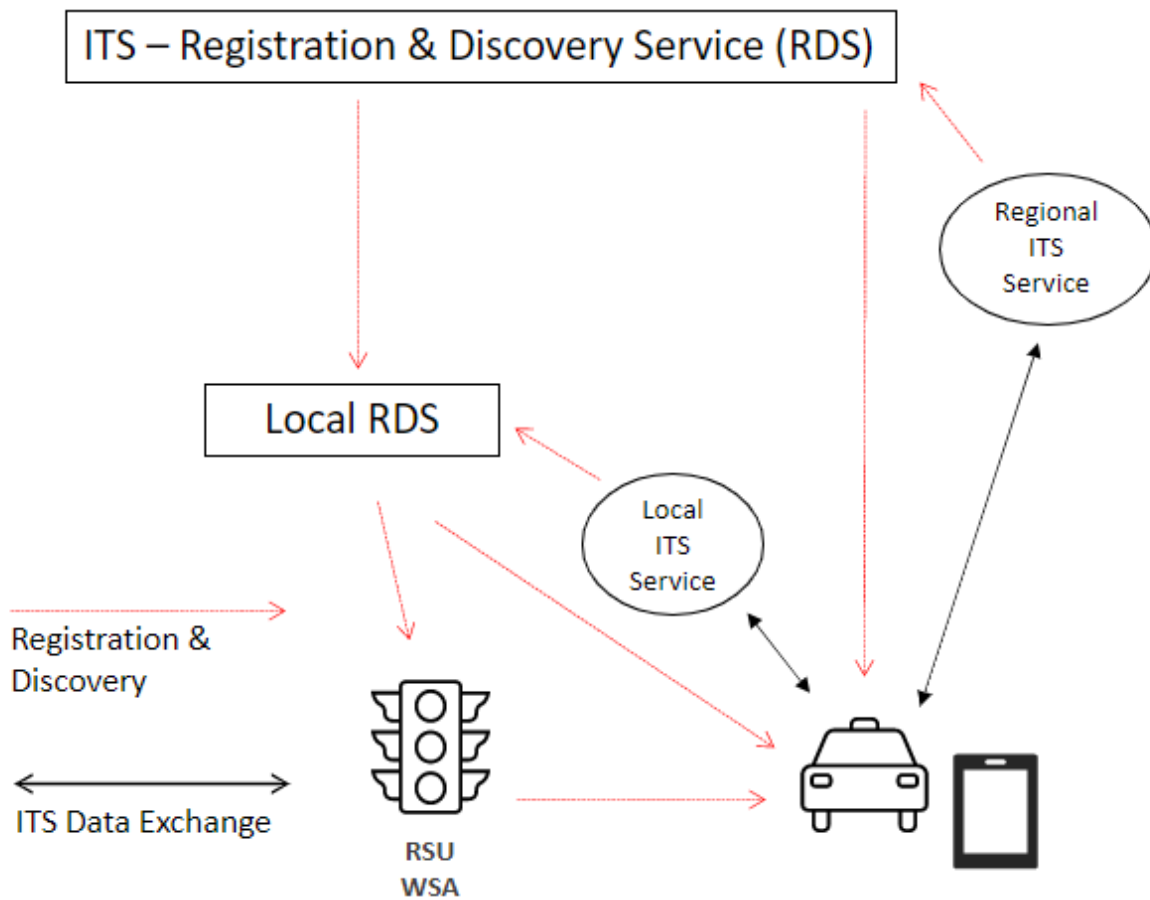 ITS – Registration & Discovery Service (RDS)
Regional
ITS
Service
Local RDS
Local
ITS
Service
Registration &
Discovery
ITS Data Exchange
RSU
WSA